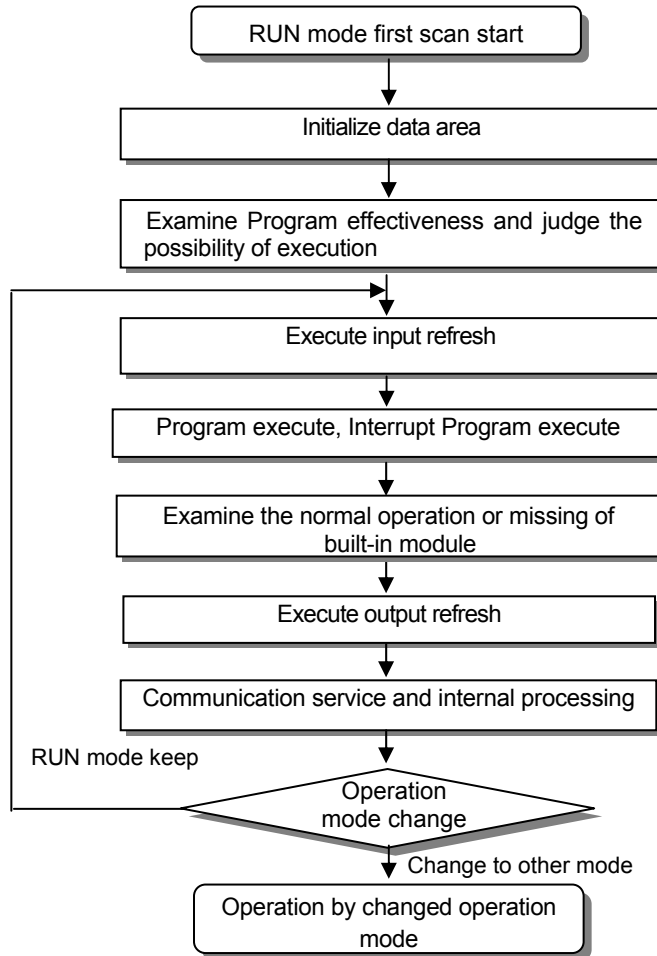 RUN mode first scan start
Initialize data area
Examine Program effectiveness and judge the
possibility of execution
Execute input refresh
Program execute, Interrupt Program execute
Examine the normal operation or missing of
built-in module
Execute output refresh
Communication service and internal processing
RUN mode keep
Operation
mode change
Change to other mode
Operation by changed operation
mode